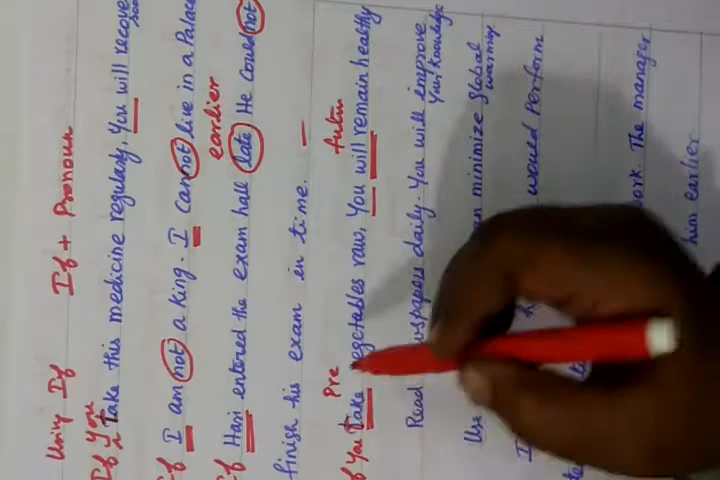 Using If If + Pronoun
If You
take this medicine regularly, You will recover soon
If I am not a king. I cannot live in a Palace
earlier
If Hari entered the exam hall late He could not
finish his exam in time.
Pre Futu
If You Take vegetables raw, You will remain healthy
Read daily. You will improve
Your knowledge
Use minimize Global
warming
would perform
work. The manager
him earlier.